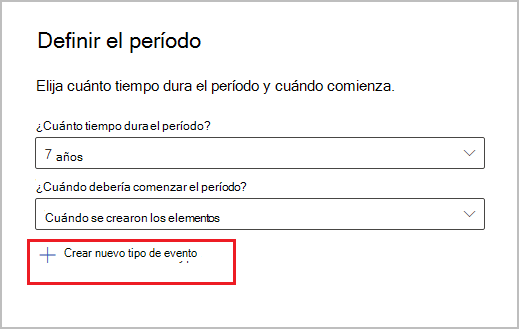 Definir el período
Elija cuánto tiempo dura el período y cuándo comienza.
¿Cuánto tiempo dura el período?
7 años
¿Cuándo debería comenzar el período?
Cuándo se crearon los elementos
Crear nuevo tipo de evento